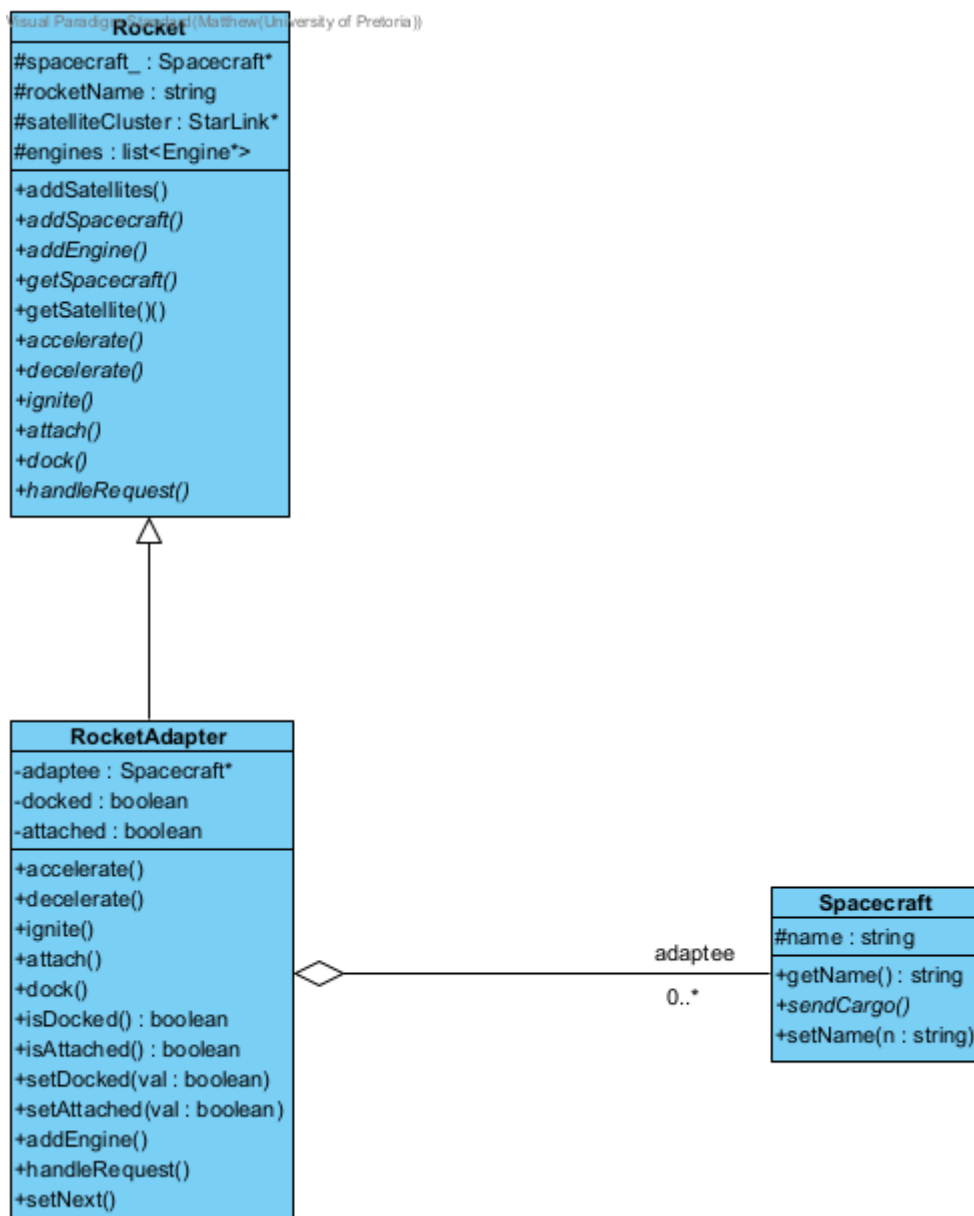 Visual Paradigm Standard(Matthew(University of Pretoria))
Rocket
#spacecraft_ : Spacecraft*
#rocketName : string
#satelliteCluster : StarLink*
#engines : list<Engine*>
+addSatellites()
+addSpacecraft()
+addEngine()
+getSpacecraft()
+getSatellite()()
+accelerate()
+decelerate()
+ignite()
+attach()
+dock()
+handleRequest()
RocketAdapter
-adaptee : Spacecraft*
-docked : boolean
-attached : boolean
+accelerate()
+decelerate()
+ignite()
+attach()
+dock()
+isDocked() : boolean
+isAttached() : boolean
+setDocked(val : boolean)
+setAttached(val : boolean)
+addEngine()
+handleRequest()
+setNext()
adaptee
0..*
Spacecraft
#name : string
+getName() : string
+sendCargo()
+setName(n : string)